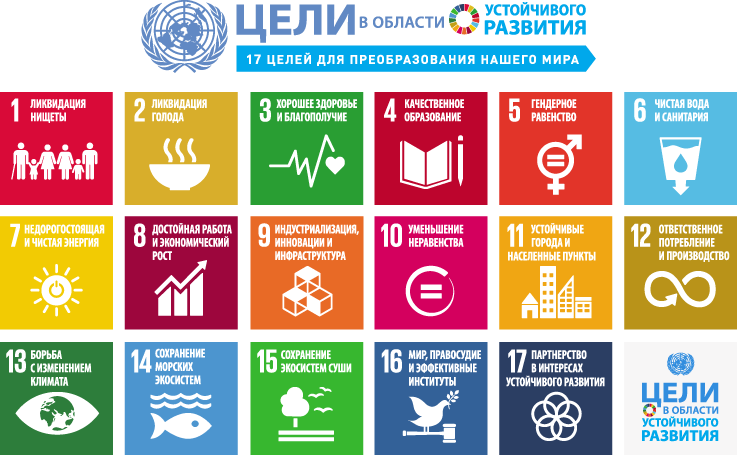 ЦЕЛИ В ОБЛАСТИ УСТОЙЧИВОГО
РАЗВИТИЯ
17 ЦЕЛЕЙ ДЛЯ ПРЕОБРАЗОВАНИЯ НАШЕГО МИРА
1 ЛИКВИДАЦИЯ
НИЩЕТЫ
2 ЛИКВИДАЦИЯ
ГОЛОДА
3 ХОРОШЕЕ ЗДОРОВЬЕ
И БЛАГОПОЛУЧИЕ
4 КАЧЕСТВЕННОЕ
ОБРАЗОВАНИЕ
5 ГЕНДЕРНОЕ
РАВЕНСТВО
6 ЧИСТАЯ ВОДА
И САНИТАРИЯ
7 НЕДОРОГОСТОЯЩАЯ
И ЧИСТАЯ ЭНЕРГИЯ
8 ДОСТОЙНАЯ РАБОТА
И ЭКОНОМИЧЕСКИЙ
РОСТ
9 ИНДУСТРИАЛИЗАЦИЯ,
ИННОВАЦИИ И
ИНФРАСТРУКТУРА
10 УМЕНЬШЕНИЕ
НЕРАВЕНСТВА
11 УСТОЙЧИВЫЕ
ГОРОДА И
НАСЕЛЕННЫЕ ПУНКТЫ
12 ОТВЕТСТВЕННОЕ
ПОТРЕБЛЕНИЕ
И ПРОИЗВОДСТВО
13 БОРЬБА
С ИЗМЕНЕНИЕМ
КЛИМАТА
14 СОХРАНЕНИЕ
МОРСКИХ
ЭКОСИСТЕМ
15 СОХРАНЕНИЕ
ЭКОСИСТЕМ СУШИ
16 МИР, ПРАВОСУДИЕ
И ЭФФЕКТИВНЫЕ
ИНСТИТУТЫ
17 ПАРТНЕРСТВО
В ИНТЕРЕСАХ
УСТОЙЧИВОГО РАЗВИТИЯ
ЦЕЛИ
В ОБЛАСТИ
УСТОЙЧИВОГО
РАЗВИТИЯ